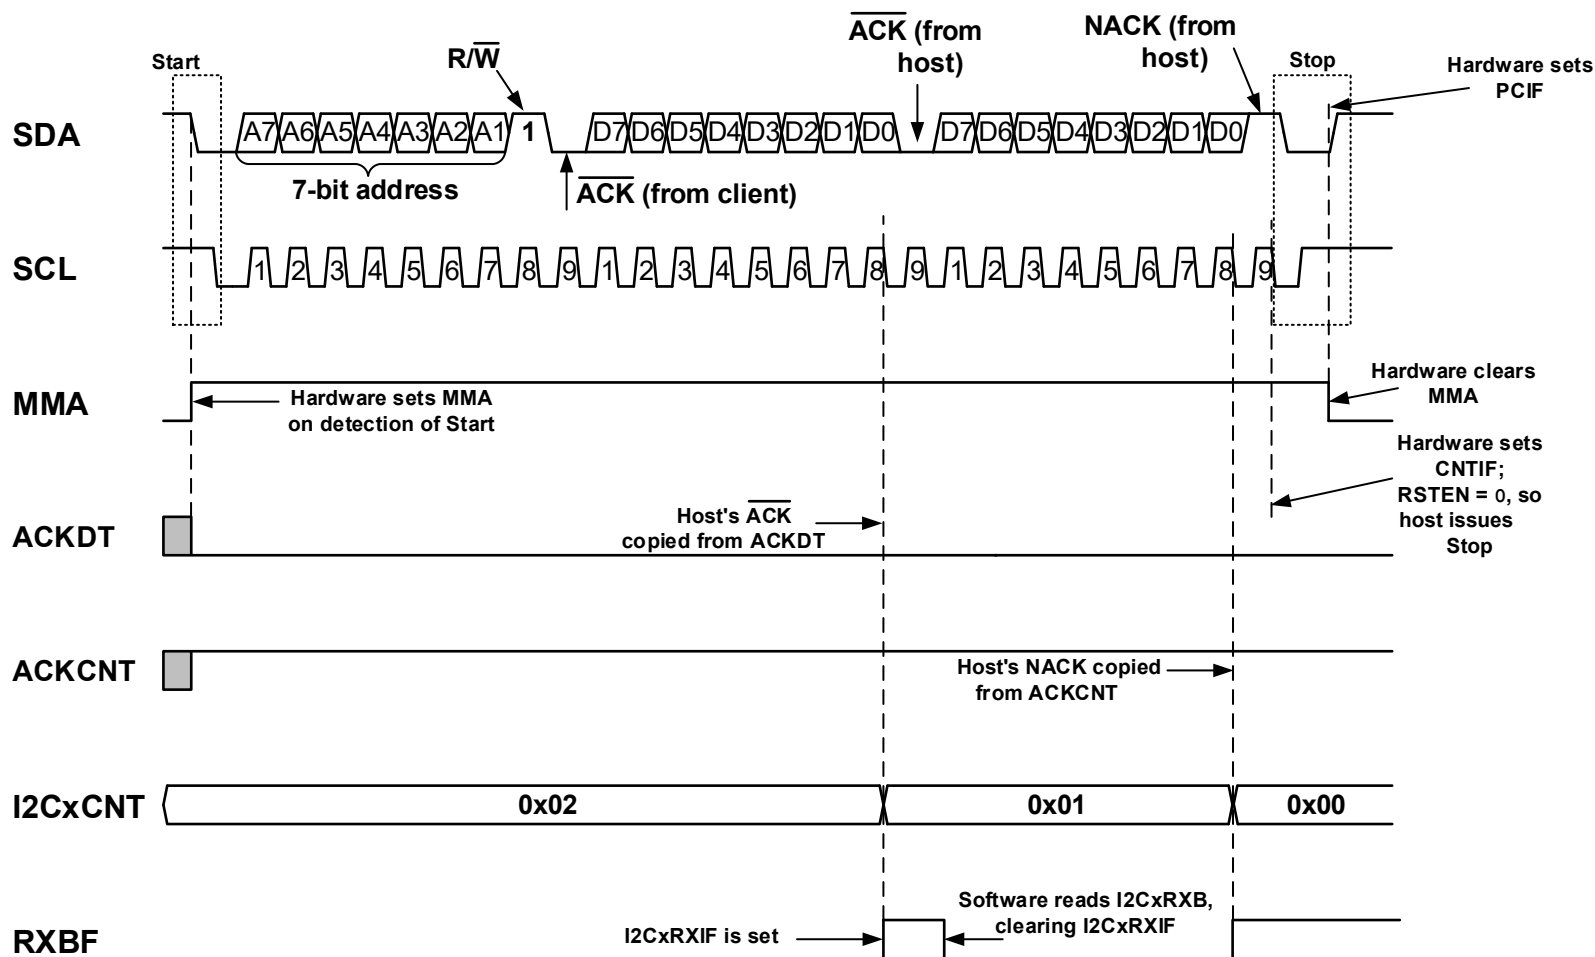 ACK (from
host)
NACK (from
host)
Start
R/W
Stop
Hardware sets
PCIF
SDA
A7 A6 A5 A4 A3 A2 A1 1 D7 D6 D5 D4 D3 D2 D1 D0 D7 D6 D5 D4 D3 D2 D1 D0
7-bit address
ACK (from client)
SCL
1 2 3 4 5 6 7 8 9 1 2 3 4 5 6 7 8 9 1 2 3 4 5 6 7 8 9
MMA
Hardware sets MMA
on detection of Start
Hardware clears
MMA
Hardware sets
CNTIF;
RSTEN = 0, so
host issues
Stop
ACKDT
Host's ACK
copied from ACKDT
ACKCNT
Host's NACK copied
from ACKCNT
I2CxCNT
0x02 0x01 0x00
RXBF
I2CxRXIF is set
Software reads I2CxRXB,
clearing I2CxRXIF